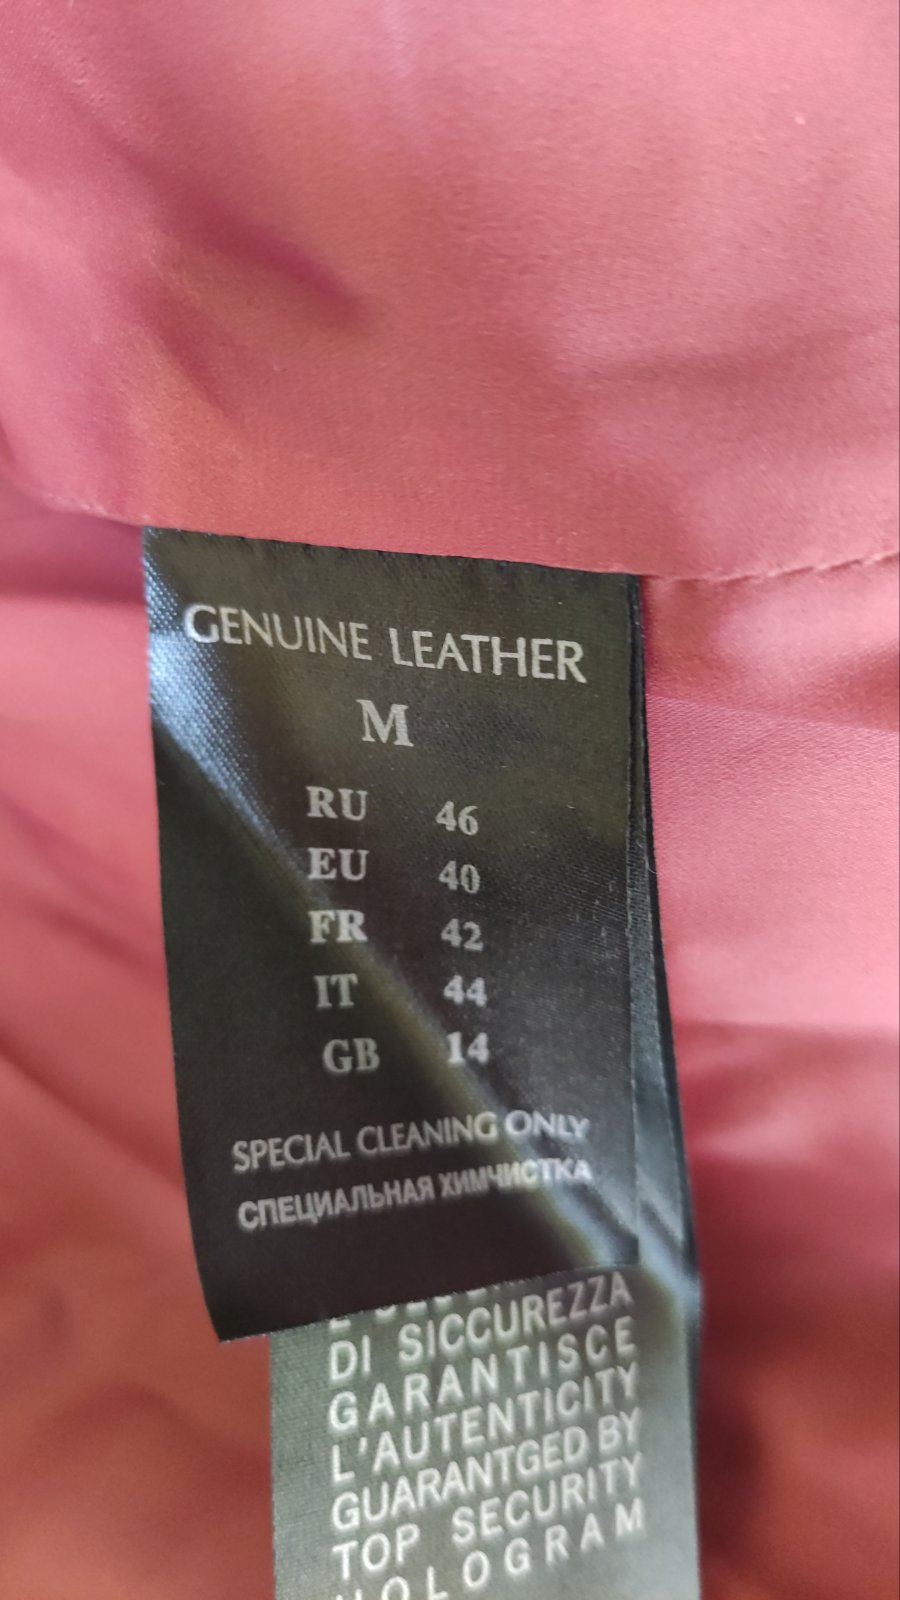 GENUINE LEATHER
M
RU 46
EU 40
FR 42
IT 44
GB 14
SPECIAL CLEANING ONLY
СПЕЦИАЛЬНАЯ ХИМЧИСТКА
DI SICCUREZZA
GARANTISCE
L'AUTENTICITY
GUARANTGED BY
TOP SECURITY
HOLOGRAM